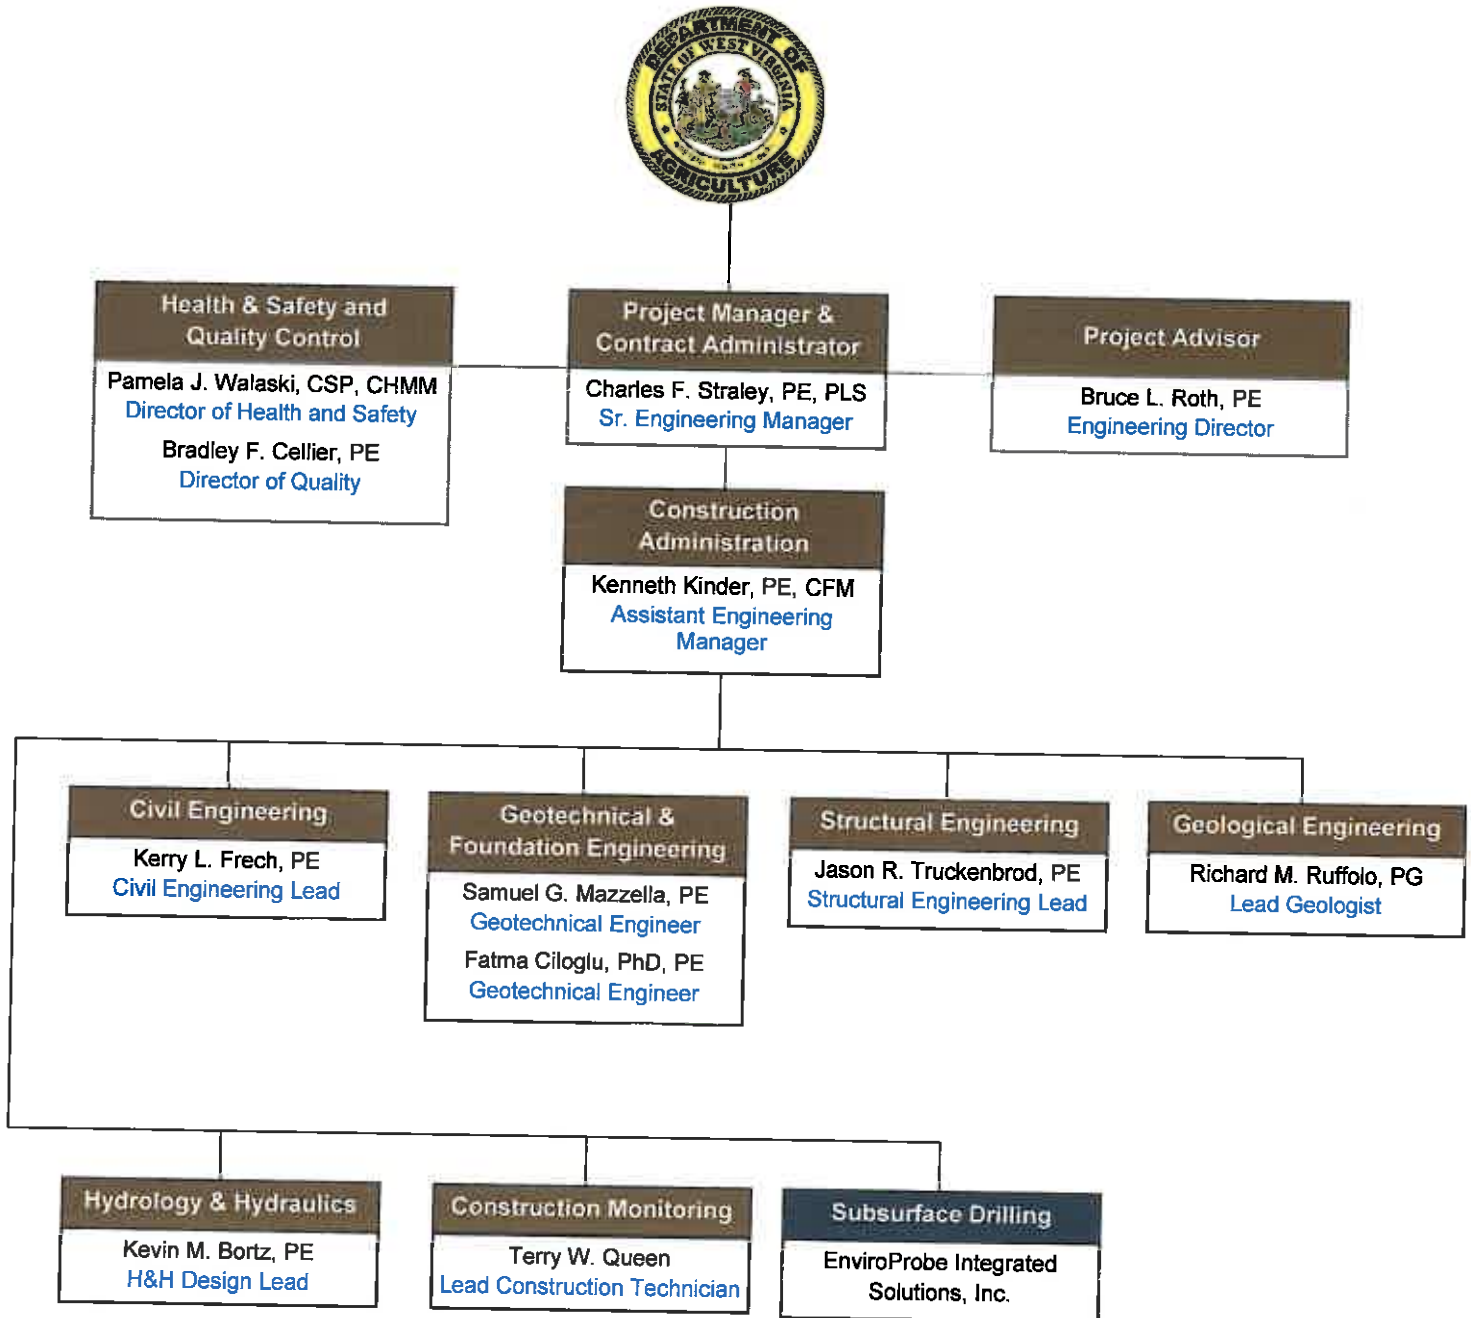 DEPARTMENT OF
STATE OF WEST VIRGINIA
AGRICULTURE
Health & Safety and
Quality Control
Pamela J. Walaski, CSP, CHMM
Director of Health and Safety
Bradley F. Cellier, PE
Director of Quality
Project Manager &
Contract Administrator
Charles F. Straley, PE, PLS
Sr. Engineering Manager
Project Advisor
Bruce L. Roth, PE
Engineering Director
Construction
Administration
Kenneth Kinder, PE, CFM
Assistant Engineering
Manager
Civil Engineering
Kerry L. Frech, PE
Civil Engineering Lead
Geotechnical &
Foundation Engineering
Samuel G. Mazzella, PE
Geotechnical Engineer
Fatma Ciloglu, PhD, PE
Geotechnical Engineer
Structural Engineering
Jason R. Truckenbrod, PE
Structural Engineering Lead
Geological Engineering
Richard M. Ruffolo, PG
Lead Geologist
Hydrology & Hydraulics
Kevin M. Bortz, PE
H&H Design Lead
Construction Monitoring
Terry W. Queen
Lead Construction Technician
Subsurface Drilling
EnviroProbe Integrated
Solutions, Inc.